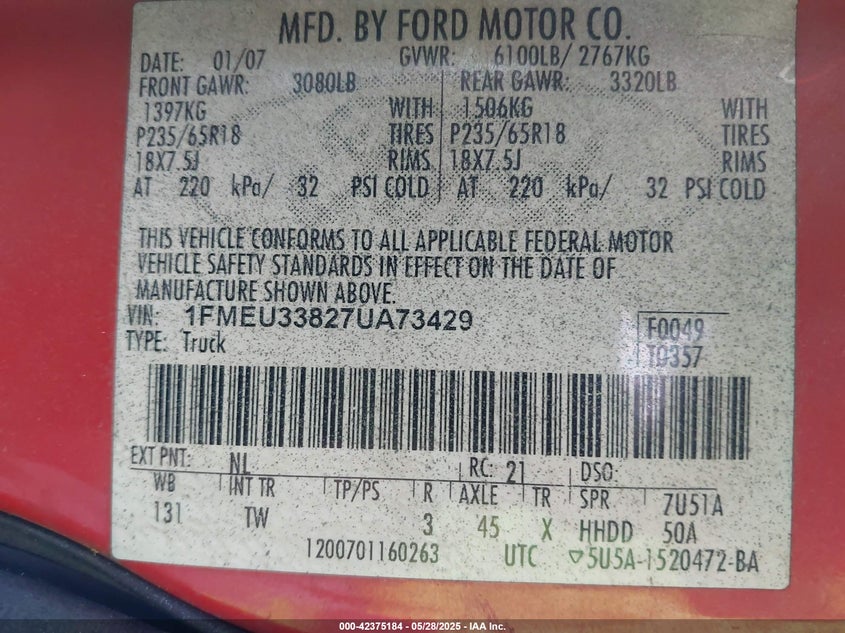 MFD. BY FORD MOTOR CO.
DATE: 01/07 GVWR: 6100LB/ 2767KG
FRONT GAWR: 3080LB REAR GAWR: 3320LB
1397KG WITH 1506KG WITH
P235/65R18 TIRES P235/65R18 TIRES
18X7.5J RIMS 18X7.5J RIMS
AT 220 kPa/ 32 PSI COLD AT 220 kPa/ 32 PSI COLD
THIS VEHICLE CONFORMS TO ALL APPLICABLE FEDERAL MOTOR
VEHICLE SAFETY STANDARDS IN EFFECT ON THE DATE OF
MANUFACTURE SHOWN ABOVE.
VIN: 1FMEU33827UA73429 F0049
TYPE: Truck T0357
EXT PNT: NL RC: 21 DSO:
WB INT TR TP/PS R AXLE TR SPR 7U51A
131 TW 3 45 X HHDD 50A
1200701160263 UTC ▽5U5A-1520472-BA
000-42375184 - 05/28/2025 - IAA Inc.